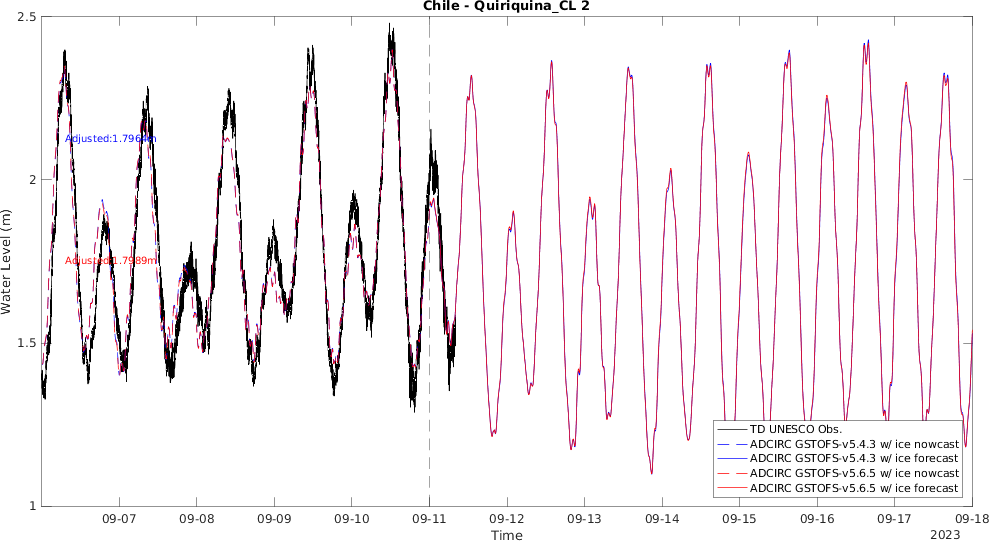 Chile - Quiriquina_CL 2
2.5
2
1.5
1
Water Level (m)
Adjusted:1.7964m
Adjusted:1.7989m
TD UNESCO Obs.
ADCIRC GSTOFS-v5.4.3 w/ ice nowcast
ADCIRC GSTOFS-v5.4.3 w/ ice forecast
ADCIRC GSTOFS-v5.6.5 w/ ice nowcast
ADCIRC GSTOFS-v5.6.5 w/ ice forecast
09-07 09-08 09-09 09-10 09-11 09-12 09-13 09-14 09-15 09-16 09-17 09-18
Time
2023